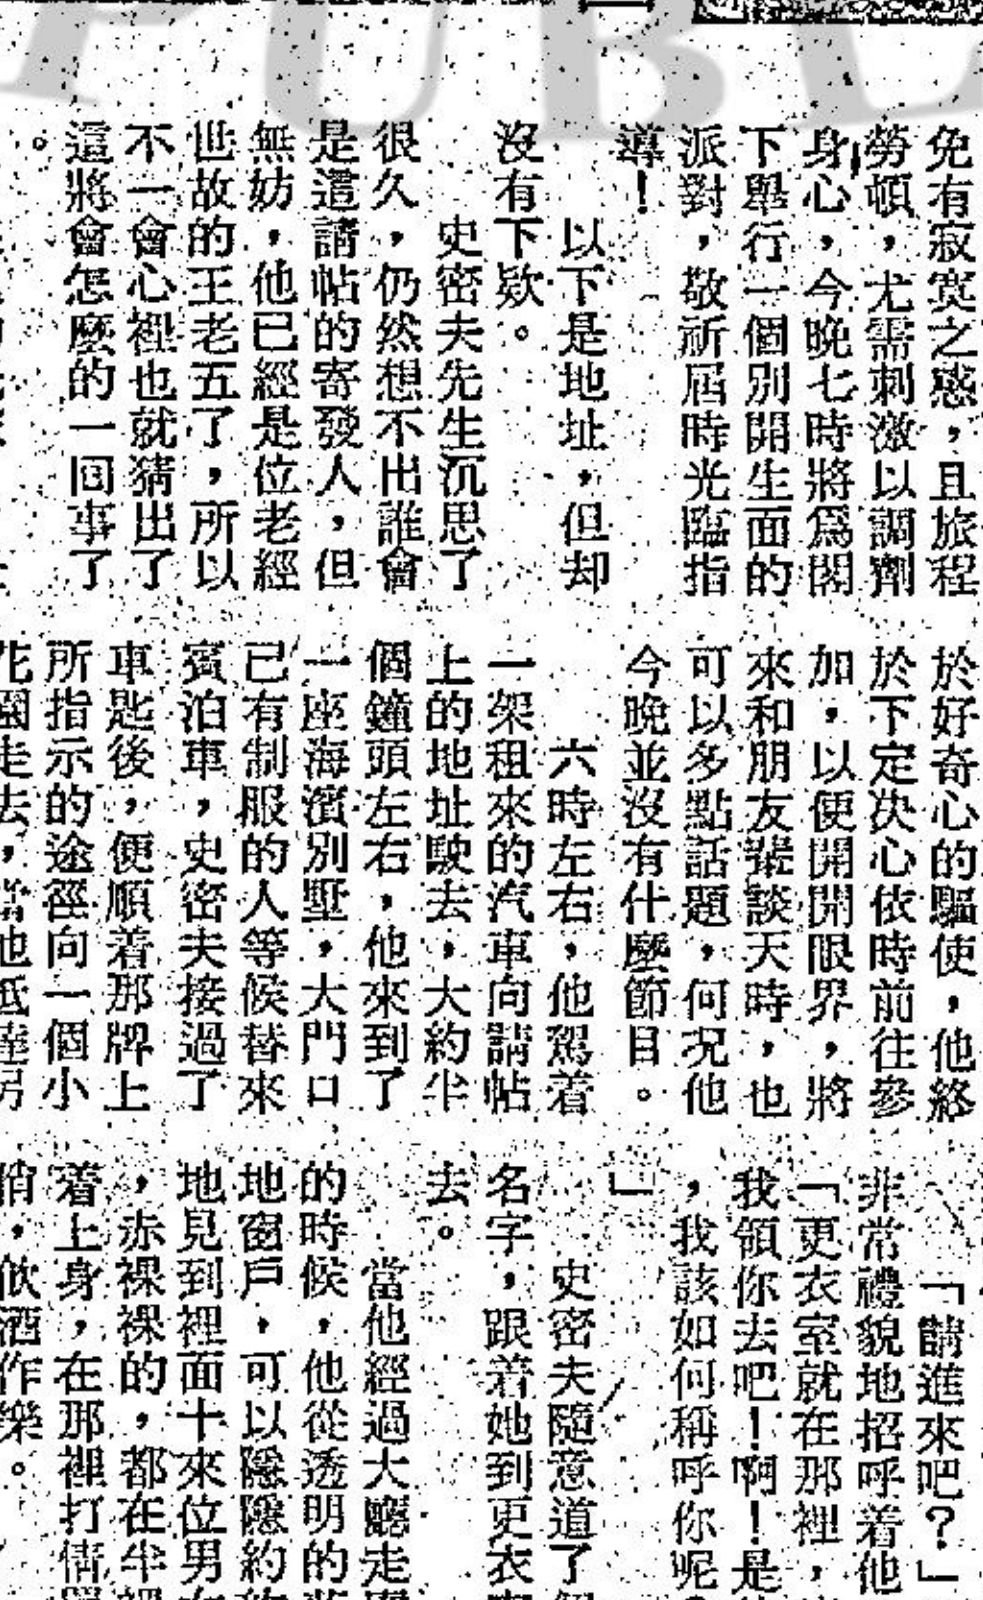 PUBL
免有寂寞之惑，且旅程
勞頓，尤需刺激以調劑
身心，今晚七時將爲閣
下舉行一個別開生面的
派對，敬祈屆時光臨指
導！
以下是地址，但却
沒有下欵。
史密夫先生沉思了
很久，仍然想不出誰會
是這請帖的寄發人，但
無妨，他已經是位老經
世故的王老五了，所以
不一會心裡也就猜出了
這將會怎麼的一回事了
。
於好奇心的驅使，他終
於下定决心依時前往參
加，以便開開眼界，將
來和朋友輩談天時，也
可以多點話題，何况他
今晚並沒有什麼節目。
六時左右，他駕着
一架租來的汽車向請帖
上的地址駛去，大約半
個鐘頭左右，他來到了
一座海濱別墅，大門口
已有制服的人等候替來
賓泊車，史密夫接過了
車匙後，便順着那牌上
所指示的途徑向一個小
花園走去，當他抵達另
「請進來吧？」
非常禮貌地招呼着他
「更衣室就在那裡，
我領你去吧！啊！是
，我該如何稱呼你呢
」
史密夫隨意道了
名字，跟着她到更衣
去。
當他經過大廳走
的時候，他從透明的
地窗戶，可以隱隱約
地見到裡面十來位男
，赤裸裸的，都在半
着上身，在那裡打情
俏，飲酒作樂。